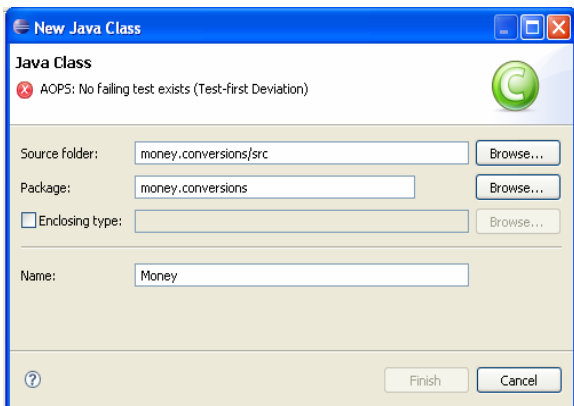 New Java Class
Java Class
AOPS: No failing test exists (Test-first Deviation)
Source folder: money.conversions/src Browse...
Package: money.conversions Browse...
Enclosing type: Browse...
Name: Money
? Finish Cancel